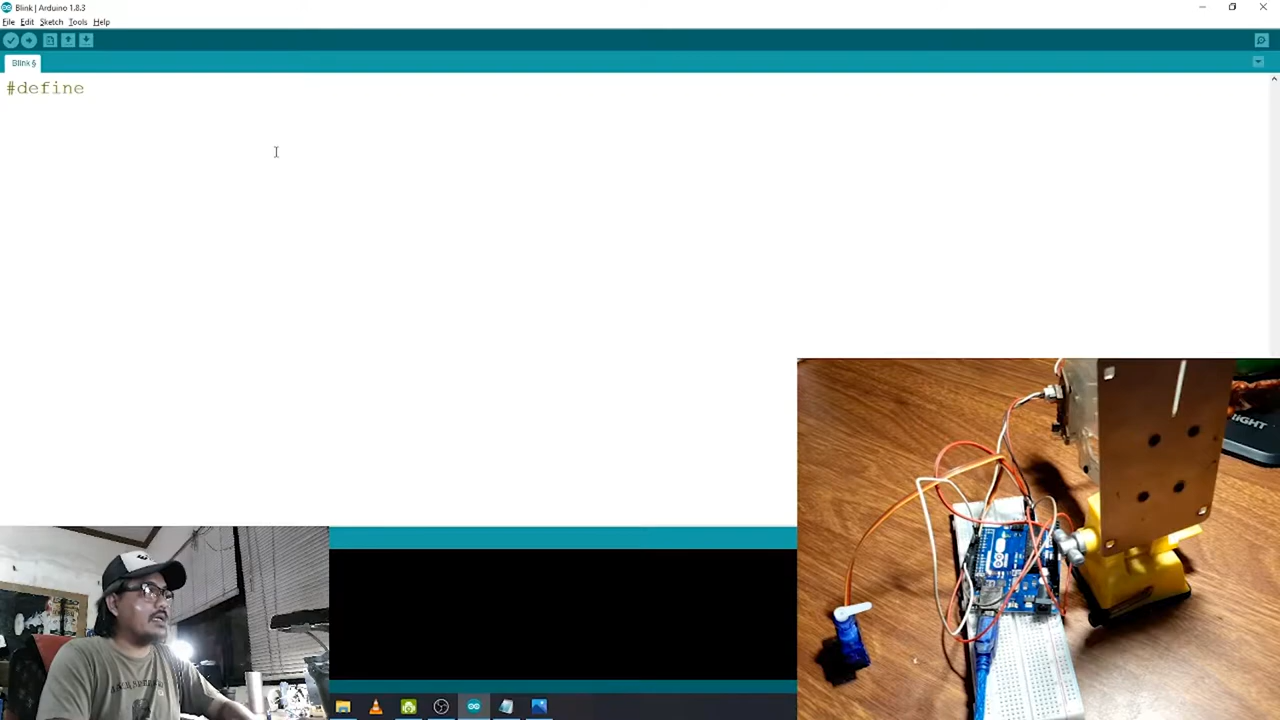 Blink | Arduino 1.8.3
File Edit Sketch Tools Help
Blink §
#define